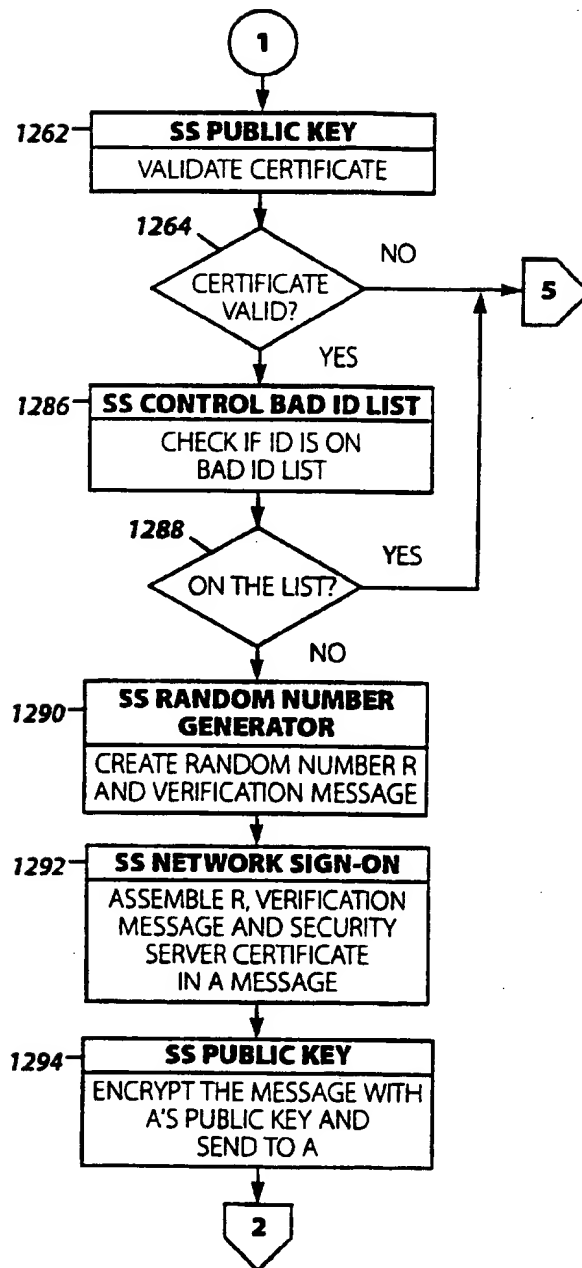 1
1262
SS PUBLIC KEY
VALIDATE CERTIFICATE
1264
CERTIFICATE
VALID?
NO
5
YES
1286
SS CONTROL BAD ID LIST
CHECK IF ID IS ON
BAD ID LIST
1288
ON THE LIST?
YES
NO
1290
SS RANDOM NUMBER
GENERATOR
CREATE RANDOM NUMBER R
AND VERIFICATION MESSAGE
1292
SS NETWORK SIGN-ON
ASSEMBLE R, VERIFICATION
MESSAGE AND SECURITY
SERVER CERTIFICATE
IN A MESSAGE
1294
SS PUBLIC KEY
ENCRYPT THE MESSAGE WITH
A'S PUBLIC KEY AND
SEND TO A
2